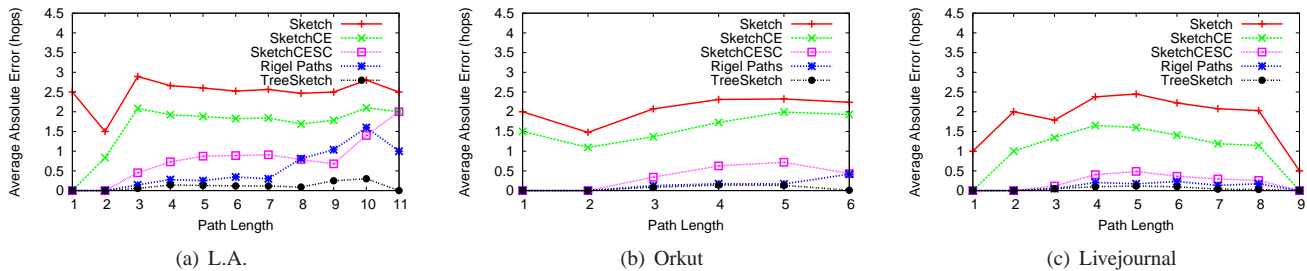 Average Absolute Error (hops)
4.5
4
3.5
3
2.5
2
1.5
1
0.5
0
Sketch
SketchCE
SketchCESC
Rigel Paths
TreeSketch
1 2 3 4 5 6 7 8 9 10 11
Path Length
(a) L.A.
Average Absolute Error (hops)
4.5
4
3.5
3
2.5
2
1.5
1
0.5
0
Sketch
SketchCE
SketchCESC
Rigel Paths
TreeSketch
1 2 3 4 5 6
Path Length
(b) Orkut
Average Absolute Error (hops)
4.5
4
3.5
3
2.5
2
1.5
1
0.5
0
Sketch
SketchCE
SketchCESC
Rigel Paths
TreeSketch
1 2 3 4 5 6 7 8 9
Path Length
(c) Livejournal